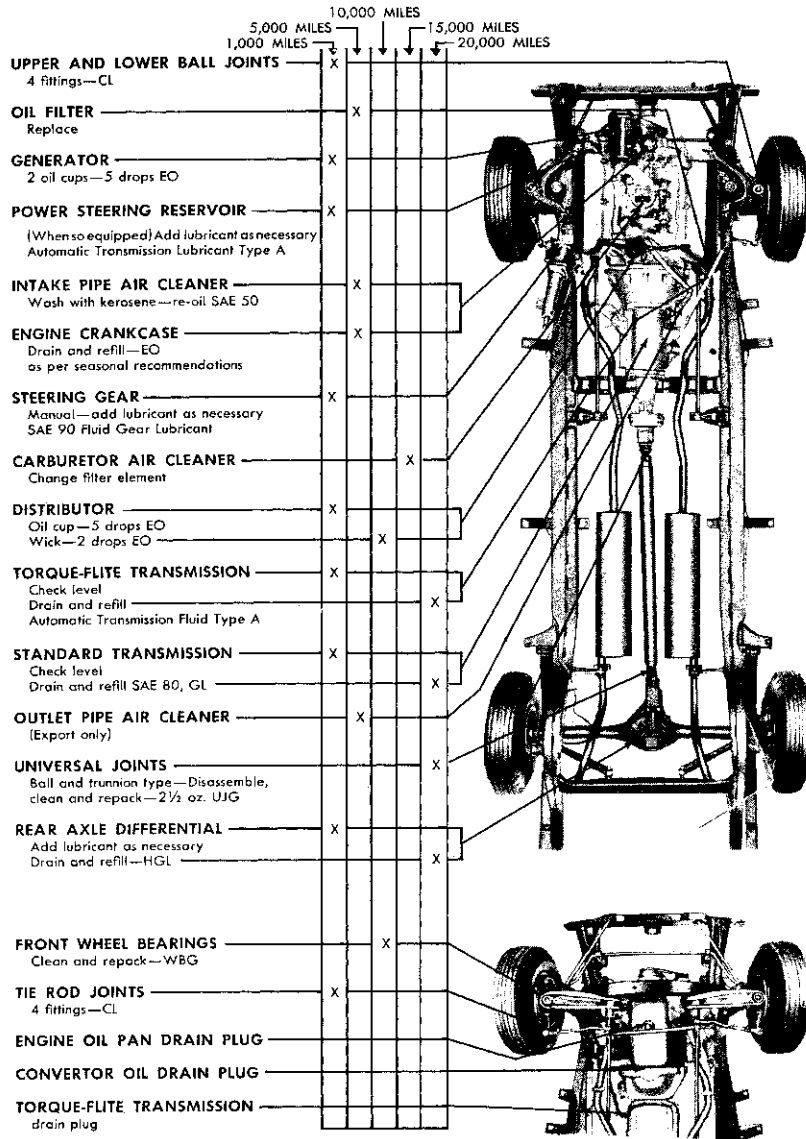 10,000 MILES
5,000 MILES 15,000 MILES
1,000 MILES 20,000 MILES
UPPER AND LOWER BALL JOINTS X
4 fittings—CL
OIL FILTER X
Replace
GENERATOR X
2 oil cups—5 drops EO
POWER STEERING RESERVOIR X
(When so equipped) Add lubricant as necessary
Automatic Transmission Lubricant Type A
INTAKE PIPE AIR CLEANER X
Wash with kerosene—re-oil SAE 50
ENGINE CRANKCASE X
Drain and refill—EO
as per seasonal recommendations
STEERING GEAR X
Manual—add lubricant as necessary
SAE 90 Fluid Gear Lubricant
CARBURETOR AIR CLEANER X
Change filter element
DISTRIBUTOR X
Oil cup—5 drops EO
Wick—2 drops EO X
TORQUE-FLITE TRANSMISSION X
Check level
Drain and refill X
Automatic Transmission Fluid Type A
STANDARD TRANSMISSION X
Check level
Drain and refill SAE 80, GL X
OUTLET PIPE AIR CLEANER X
(Export only)
UNIVERSAL JOINTS X
Ball and trunnion type—Disassemble,
clean and repack—2½ oz. UJG
REAR AXLE DIFFERENTIAL X
Add lubricant as necessary
Drain and refill—HGL X
FRONT WHEEL BEARINGS X
Clean and repack—WBG
TIE ROD JOINTS X
4 fittings—CL
ENGINE OIL PAN DRAIN PLUG
CONVERTOR OIL DRAIN PLUG
TORQUE-FLITE TRANSMISSION
drain plug